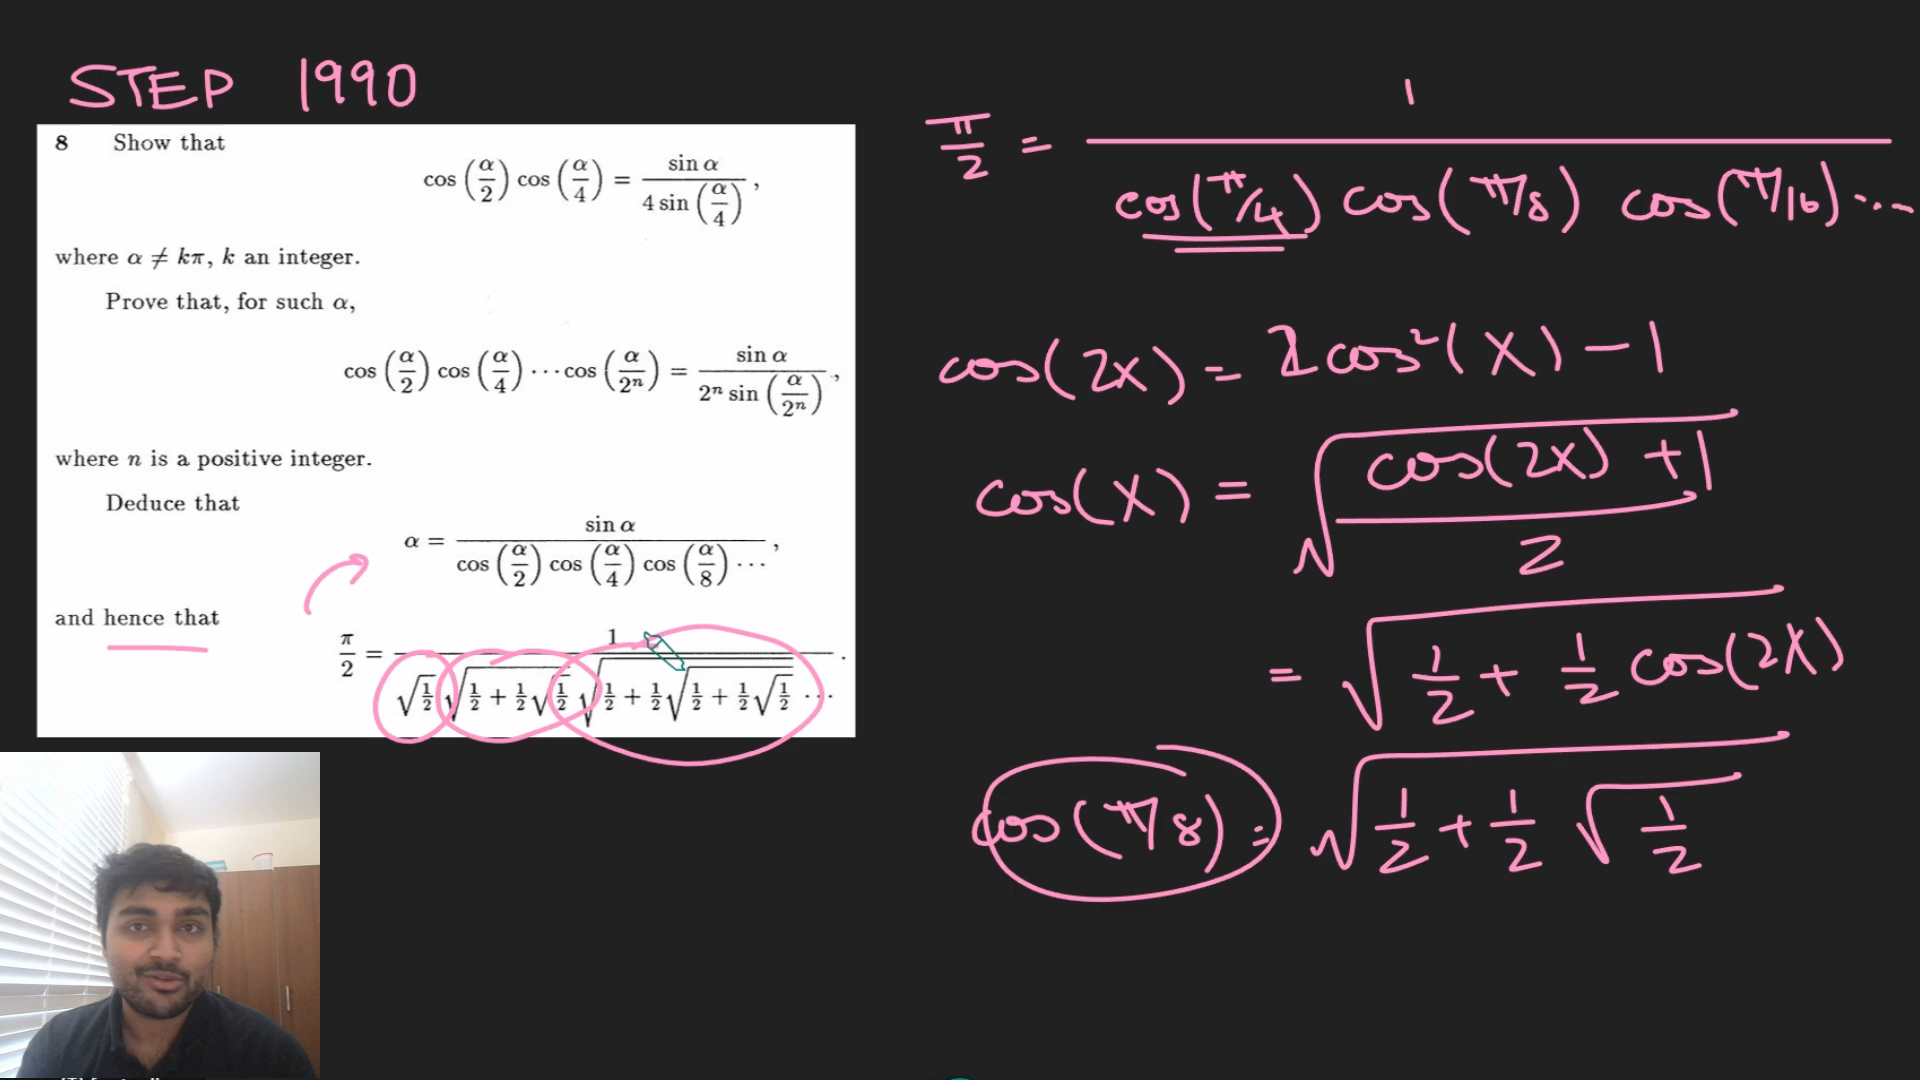 STEP 1990
8 Show that
cos (α/2) cos (α/4) = sin α / 4 sin (α/4) ,
where α ≠ kπ, k an integer.
Prove that, for such α,
cos (α/2) cos (α/4) ··· cos (α/2ⁿ) = sin α / 2ⁿ sin (α/2ⁿ) ,
where n is a positive integer.
Deduce that
α = sin α / cos (α/2) cos (α/4) cos (α/8) ··· ,
and hence that
π/2 = 1 / √(1/2) √(1/2 + 1/2 √(1/2)) √(1/2 + 1/2 √(1/2 + 1/2 √(1/2))) ··· .
π/2 = 1 / cos(π/4) cos(π/8) cos(π/16) ...
cos(2x) = 2cos²(x) − 1
cos(x) = √((cos(2x) + 1)/2)
= √(1/2 + 1/2 cos(2x))
cos(π/8) = √(1/2 + 1/2 √(1/2))